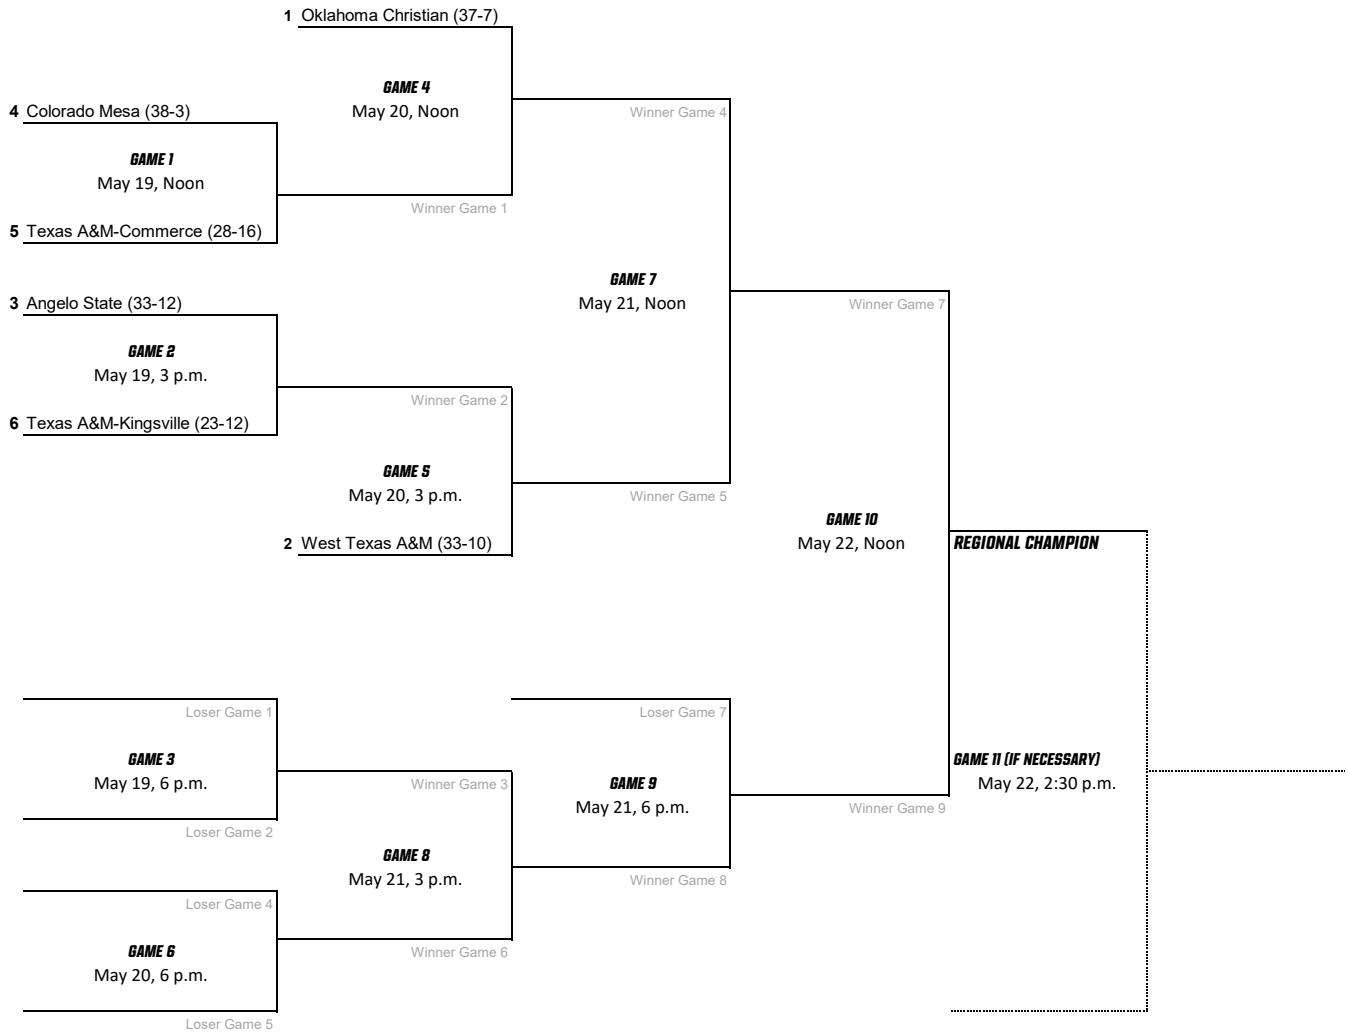 1 Oklahoma Christian (37-7)
GAME 4
May 20, Noon
4 Colorado Mesa (38-3)
Winner Game 4
GAME 1
May 19, Noon
Winner Game 1
5 Texas A&M-Commerce (28-16)
GAME 7
May 21, Noon
3 Angelo State (33-12)
Winner Game 7
GAME 2
May 19, 3 p.m.
Winner Game 2
6 Texas A&M-Kingsville (23-12)
GAME 5
May 20, 3 p.m.
Winner Game 5
2 West Texas A&M (33-10)
GAME 10
May 22, Noon
REGIONAL CHAMPION
Loser Game 1
Loser Game 7
GAME 3
May 19, 6 p.m.
Winner Game 3
GAME 9
May 21, 6 p.m.
GAME 11 (IF NECESSARY)
May 22, 2:30 p.m.
Winner Game 9
Loser Game 2
GAME 8
May 21, 3 p.m.
Winner Game 8
Loser Game 4
GAME 6
May 20, 6 p.m.
Winner Game 6
Loser Game 5